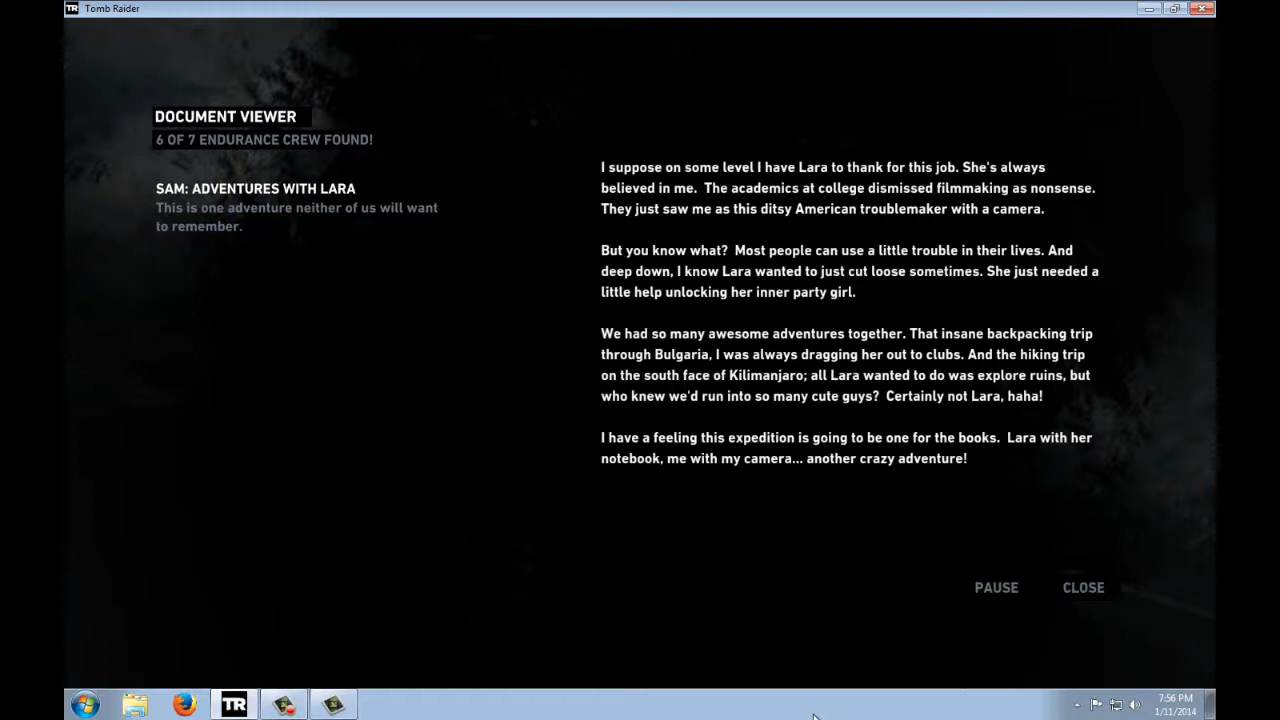 TR Tomb Raider
DOCUMENT VIEWER
6 OF 7 ENDURANCE CREW FOUND!
SAM: ADVENTURES WITH LARA
This is one adventure neither of us will want
to remember.
I suppose on some level I have Lara to thank for this job. She's always
believed in me. The academics at college dismissed filmmaking as nonsense.
They just saw me as this ditsy American troublemaker with a camera.
But you know what? Most people can use a little trouble in their lives. And
deep down, I know Lara wanted to just cut loose sometimes. She just needed a
little help unlocking her inner party girl.
We had so many awesome adventures together. That insane backpacking trip
through Bulgaria, I was always dragging her out to clubs. And the hiking trip
on the south face of Kilimanjaro; all Lara wanted to do was explore ruins, but
who knew we'd run into so many cute guys? Certainly not Lara, haha!
I have a feeling this expedition is going to be one for the books. Lara with her
notebook, me with my camera... another crazy adventure!
PAUSE CLOSE
TR
7:56 PM
1/11/2014